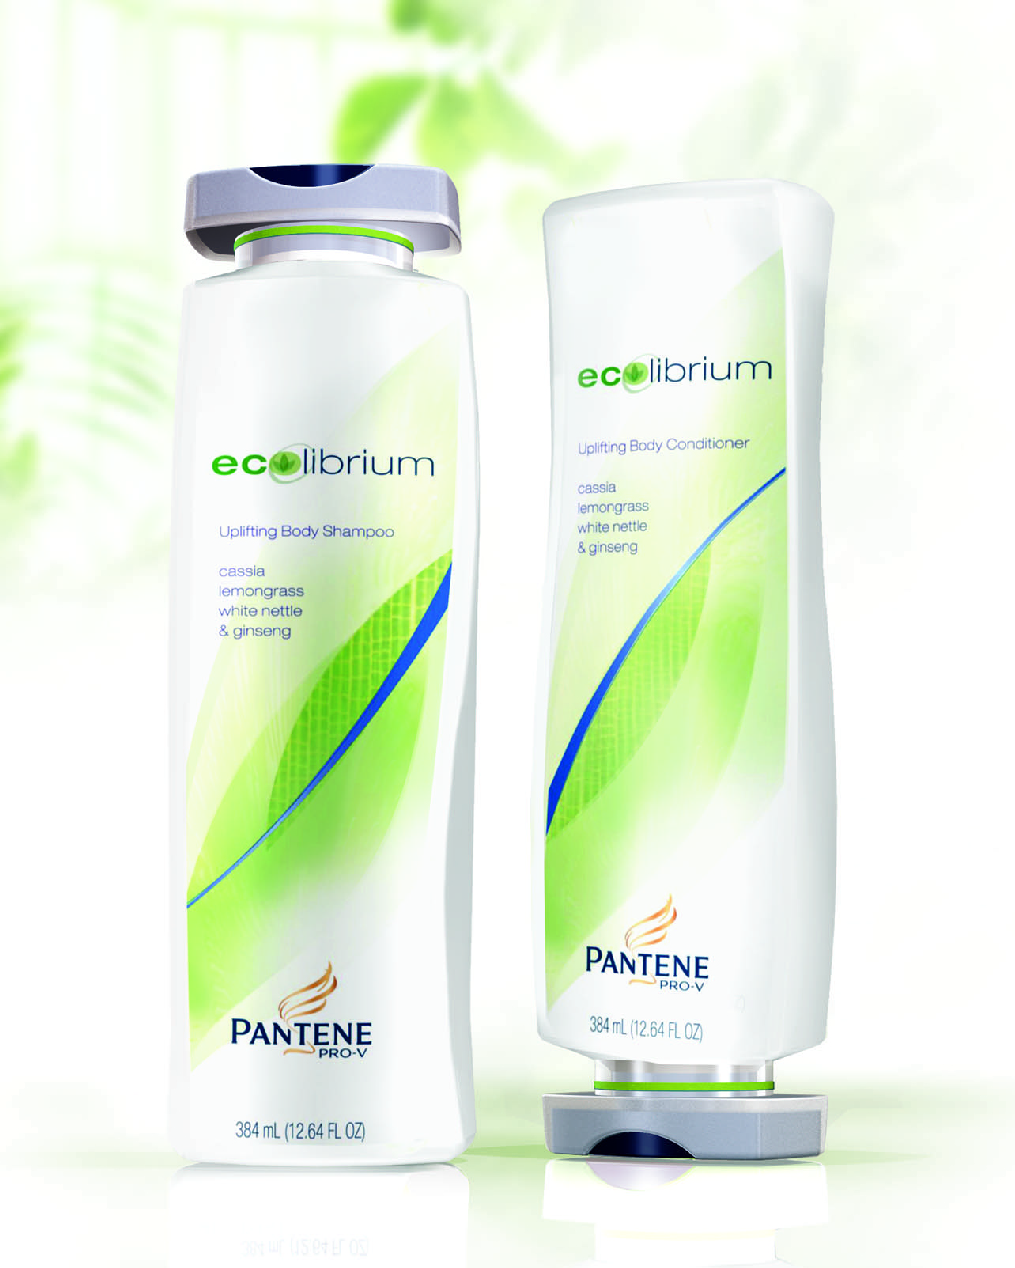 ecolibrium
Uplifting Body Shampoo
cassia
lemongrass
white nettle
& ginseng
PANTENE
PRO-V
384 mL (12.64 FL OZ)
ecolibrium
Uplifting Body Conditioner
cassia
lemongrass
white nettle
& ginseng
PANTENE
PRO-V
384 mL (12.64 FL OZ)